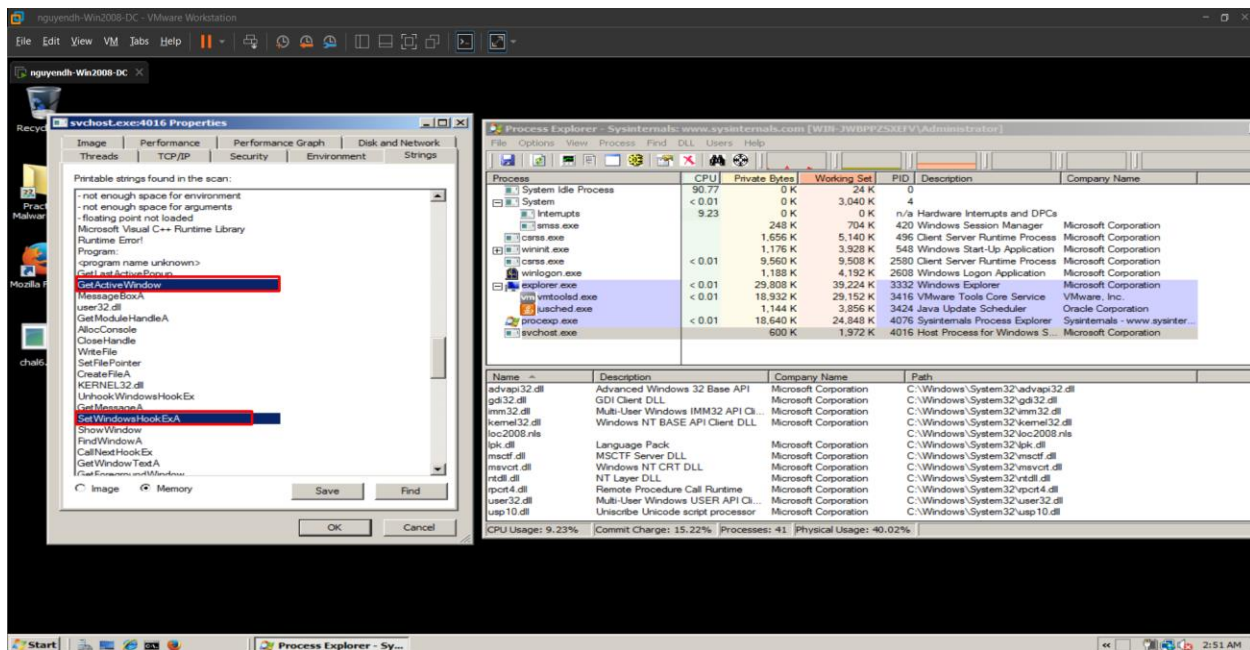 nguyendh-Win2008-DC - VMware Workstation
File Edit View VM Tabs Help
nguyendh-Win2008-DC
Recyc
Pract
Malwar
Mozilla F
chal6.
svchost.exe:4016 Properties
Image Performance Performance Graph Disk and Network
Threads TCP/IP Security Environment Strings
Printable strings found in the scan:
- not enough space for environment
- not enough space for arguments
- floating point not loaded
Microsoft Visual C++ Runtime Library
Runtime Error!
Program:
<program name unknown>
GetLastActivePopup
GetActiveWindow
MessageBoxA
user32.dll
GetModuleHandleA
AllocConsole
CloseHandle
WriteFile
SetFilePointer
CreateFileA
KERNEL32.dll
UnhookWindowsHookEx
GetMessageA
SetWindowsHookExA
ShowWindow
FindWindowA
CallNextHookEx
GetWindowTextA
GetForegroundWindow
Image Memory Save Find
OK Cancel
Process Explorer - Sysinternals: www.sysinternals.com [WIN-JWBPPZSXEFV\Administrator]
File Options View Process Find DLL Users Help
Process CPU Private Bytes Working Set PID Description Company Name
System Idle Process 90.77 0 K 24 K 0
System < 0.01 0 K 3,040 K 4
Interrupts 9.23 0 K 0 K n/a Hardware Interrupts and DPCs
smss.exe 248 K 704 K 420 Windows Session Manager Microsoft Corporation
csrss.exe 1,656 K 5,140 K 496 Client Server Runtime Process Microsoft Corporation
wininit.exe 1,176 K 3,928 K 548 Windows Start-Up Application Microsoft Corporation
csrss.exe < 0.01 9,560 K 9,508 K 2580 Client Server Runtime Process Microsoft Corporation
winlogon.exe 1,188 K 4,192 K 2608 Windows Logon Application Microsoft Corporation
explorer.exe < 0.01 29,808 K 39,224 K 3332 Windows Explorer Microsoft Corporation
vmtoolsd.exe < 0.01 18,932 K 29,152 K 3416 VMware Tools Core Service VMware, Inc.
jusched.exe 1,144 K 3,856 K 3424 Java Update Scheduler Oracle Corporation
procexp.exe < 0.01 18,640 K 24,848 K 4076 Sysinternals Process Explorer Sysinternals - www.sysinter...
svchost.exe 600 K 1,972 K 4016 Host Process for Windows S... Microsoft Corporation
Name Description Company Name Path
advapi32.dll Advanced Windows 32 Base API Microsoft Corporation C:\Windows\System32\advapi32.dll
gdi32.dll GDI Client DLL Microsoft Corporation C:\Windows\System32\gdi32.dll
imm32.dll Multi-User Windows IMM32 API Cli... Microsoft Corporation C:\Windows\System32\imm32.dll
kernel32.dll Windows NT BASE API Client DLL Microsoft Corporation C:\Windows\System32\kernel32.dll
loc2008.nls C:\Windows\System32\loc2008.nls
lpk.dll Language Pack Microsoft Corporation C:\Windows\System32\lpk.dll
msctf.dll MSCTF Server DLL Microsoft Corporation C:\Windows\System32\msctf.dll
msvcrt.dll Windows NT CRT DLL Microsoft Corporation C:\Windows\System32\msvcrt.dll
ntdll.dll NT Layer DLL Microsoft Corporation C:\Windows\System32\ntdll.dll
rpcrt4.dll Remote Procedure Call Runtime Microsoft Corporation C:\Windows\System32\rpcrt4.dll
user32.dll Multi-User Windows USER API Cli... Microsoft Corporation C:\Windows\System32\user32.dll
usp10.dll Uniscribe Unicode script processor Microsoft Corporation C:\Windows\System32\usp10.dll
CPU Usage: 9.23% Commit Charge: 15.22% Processes: 41 Physical Usage: 40.02%
Start Process Explorer - Sy... 2:51 AM